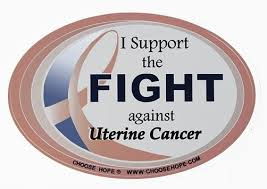 I Support
the
FIGHT
against
Uterine Cancer
CHOOSE HOPE ® WWW.CHOOSEHOPE.COM